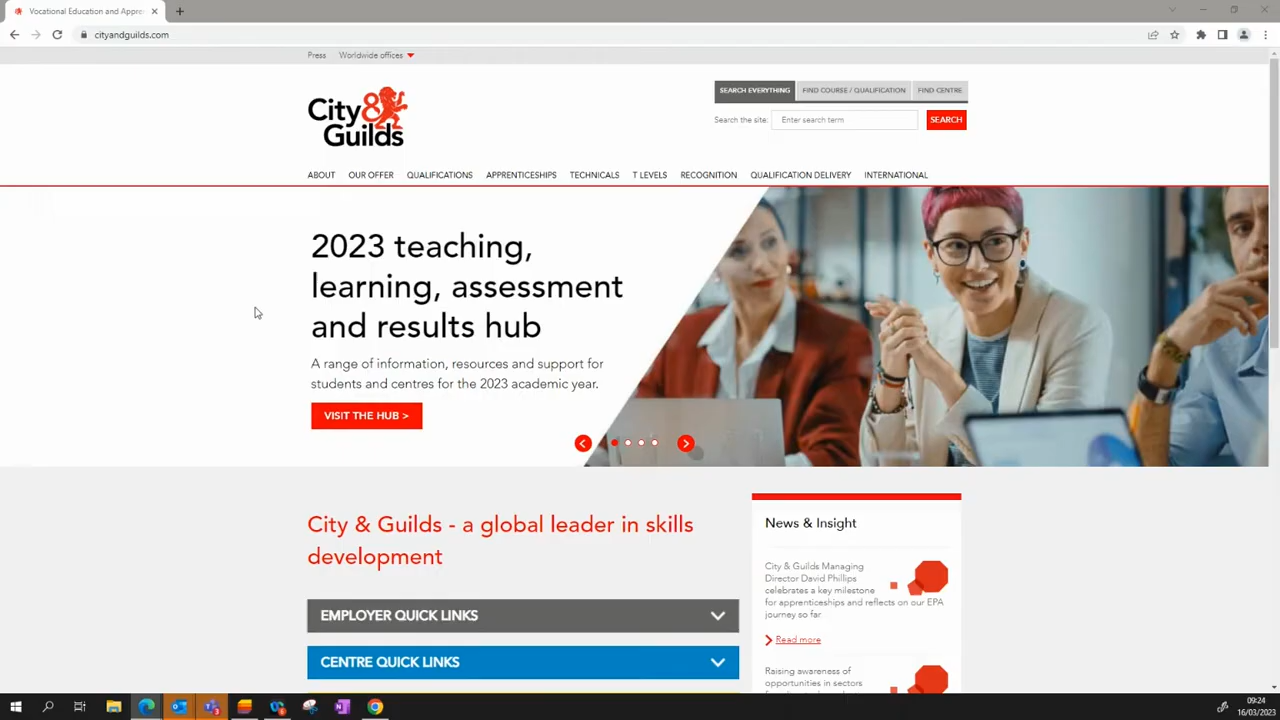 Vocational Education and Appre
cityandguilds.com
Press
Worldwide offices
City&
Guilds
SEARCH EVERYTHING
FIND COURSE / QUALIFICATION
FIND CENTRE
Search the site:
Enter search term
SEARCH
ABOUT
OUR OFFER
QUALIFICATIONS
APPRENTICESHIPS
TECHNICALS
T LEVELS
RECOGNITION
QUALIFICATION DELIVERY
INTERNATIONAL
2023 teaching,
learning, assessment
and results hub
A range of information, resources and support for
students and centres for the 2023 academic year.
VISIT THE HUB >
City & Guilds - a global leader in skills
development
EMPLOYER QUICK LINKS
CENTRE QUICK LINKS
News & Insight
City & Guilds Managing
Director David Phillips
celebrates a key milestone
for apprenticeships and reflects on our EPA
journey so far
Read more
Raising awareness of
opportunities in sectors
09:24
16/03/2023